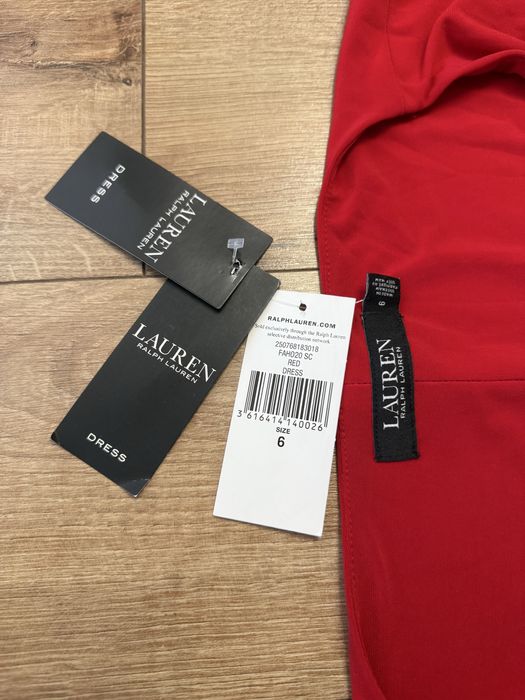 DRESS
LAUREN
RALPH LAUREN
LAUREN
RALPH LAUREN
DRESS
RALPHLAUREN.COM
Sold exclusively through the Ralph Lauren
selective distribution network
250768183018
FAH020 SC
RED
DRESS
3 616414 140026
SIZE
6
6
LAUREN
RALPH LAUREN